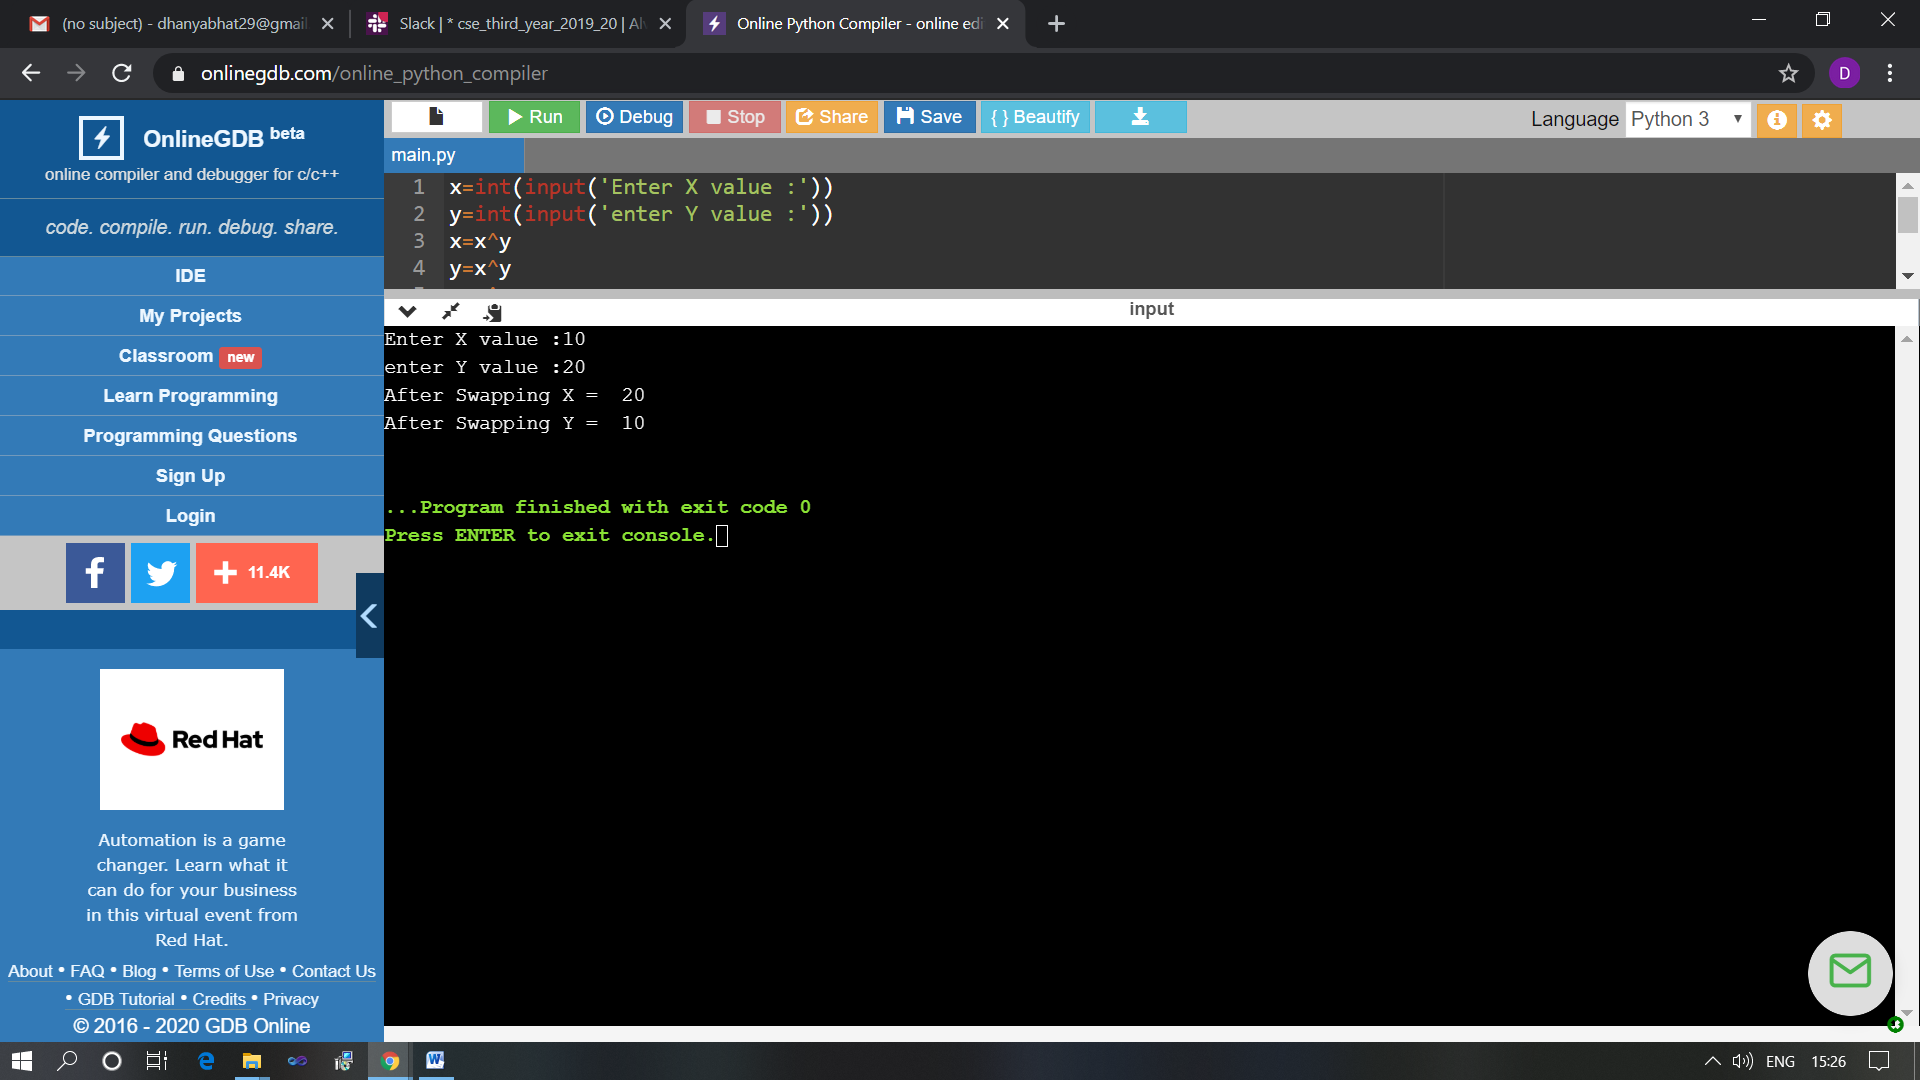 (no subject) - dhanyabhat29@gmail
Slack | * cse_third_year_2019_20 | Al
Online Python Compiler - online edi
onlinegdb.com/online_python_compiler
D
OnlineGDB beta
online compiler and debugger for c/c++
code. compile. run. debug. share.
IDE
My Projects
Classroom new
Learn Programming
Programming Questions
Sign Up
Login
11.4K
Red Hat
Automation is a game
changer. Learn what it
can do for your business
in this virtual event from
Red Hat.
About • FAQ • Blog • Terms of Use • Contact Us
• GDB Tutorial • Credits • Privacy
© 2016 - 2020 GDB Online
Run Debug Stop Share Save { } Beautify
Language Python 3
main.py
1 x=int(input('Enter X value :'))
2 y=int(input('enter Y value :'))
3 x=x^y
4 y=x^y
input
Enter X value :10
enter Y value :20
After Swapping X =  20
After Swapping Y =  10
...Program finished with exit code 0
Press ENTER to exit console.
ENG 15:26